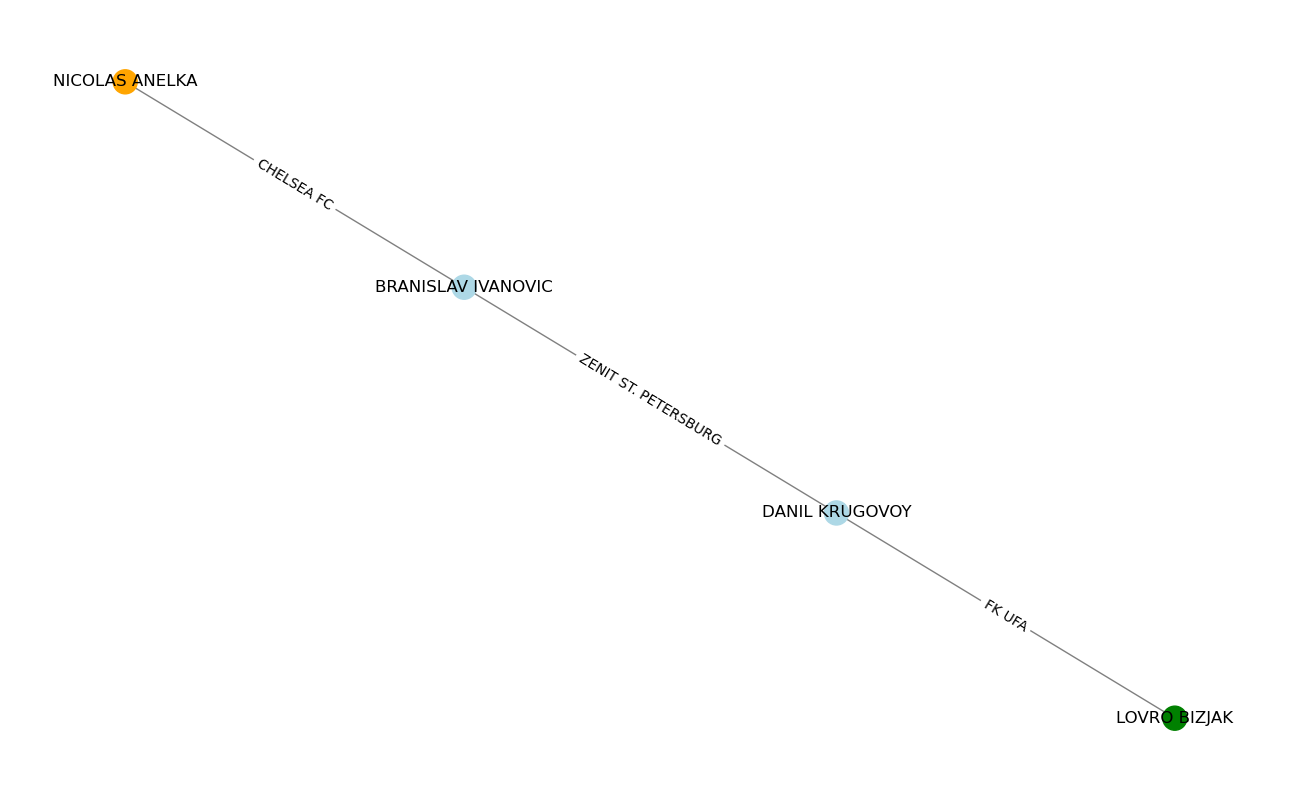 NICOLAS ANELKA
CHELSEA FC
BRANISLAV IVANOVIC
ZENIT ST. PETERSBURG
DANIL KRUGOVOY
FK UFA
LOVRO BIZJAK